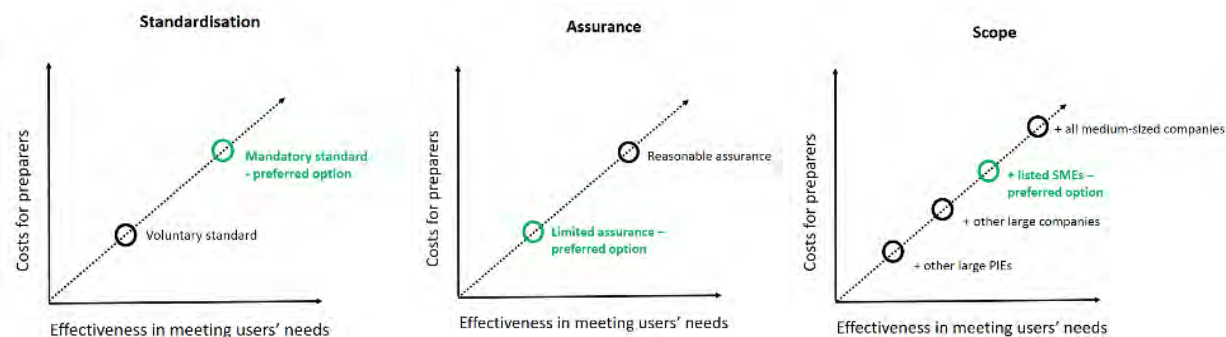 Standardisation
Costs for preparers
Mandatory standard
- preferred option
Voluntary standard
Effectiveness in meeting users' needs
Assurance
Costs for preparers
Reasonable assurance
Limited assurance –
preferred option
Effectiveness in meeting users' needs
Scope
Costs for preparers
+ all medium-sized companies
+ listed SMEs –
preferred option
+ other large companies
+ other large PIEs
Effectiveness in meeting users' needs